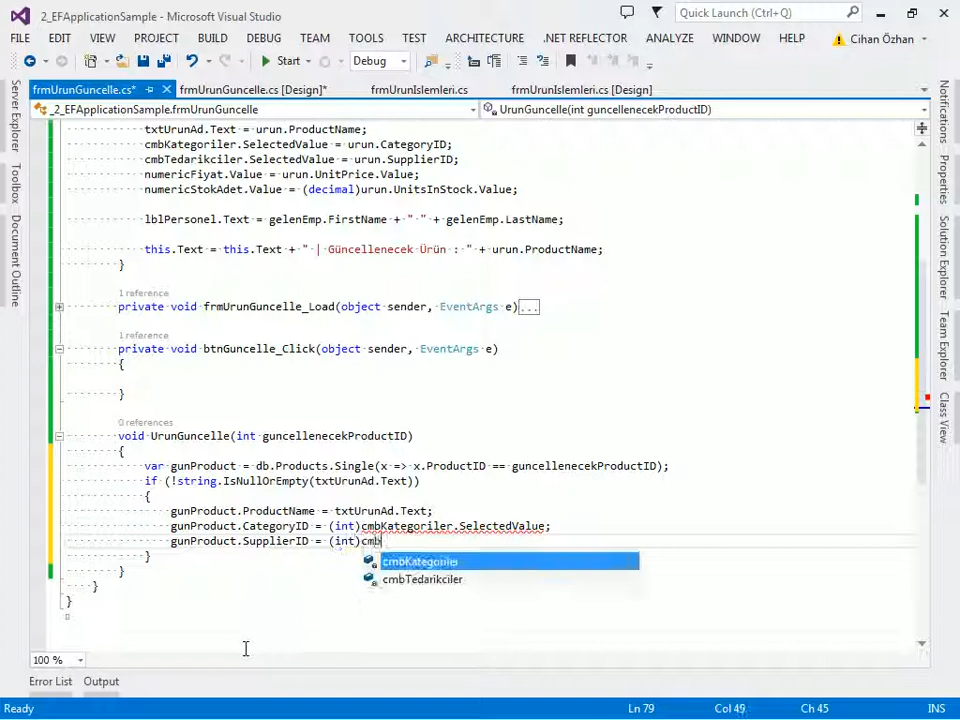 2_EFApplicationSample - Microsoft Visual Studio
Quick Launch (Ctrl+Q)
FILE EDIT VIEW PROJECT BUILD DEBUG TEAM TOOLS TEST ARCHITECTURE .NET REFLECTOR ANALYZE WINDOW HELP Cihan Özhan
Start Debug
frmUrunGuncelle.cs* frmUrunGuncelle.cs [Design]* frmUrunIslemleri.cs frmUrunIslemleri.cs [Design]
_2_EFApplicationSample.frmUrunGuncelle UrunGuncelle(int guncellenecekProductID)
Server Explorer
Toolbox
Document Outline
txtUrunAd.Text = urun.ProductName;
cmbKategoriler.SelectedValue = urun.CategoryID;
cmbTedarikciler.SelectedValue = urun.SupplierID;
numericFiyat.Value = urun.UnitPrice.Value;
numericStokAdet.Value = (decimal)urun.UnitsInStock.Value;
lblPersonel.Text = gelenEmp.FirstName + " " + gelenEmp.LastName;
this.Text = this.Text + " | Güncellenecek Ürün : " + urun.ProductName;
}
1 reference
private void frmUrunGuncelle_Load(object sender, EventArgs e)...
1 reference
private void btnGuncelle_Click(object sender, EventArgs e)
{
}
0 references
void UrunGuncelle(int guncellenecekProductID)
{
var gunProduct = db.Products.Single(x => x.ProductID == guncellenecekProductID);
if (!string.IsNullOrEmpty(txtUrunAd.Text))
{
gunProduct.ProductName = txtUrunAd.Text;
gunProduct.CategoryID = (int)cmbKategoriler.SelectedValue;
gunProduct.SupplierID = (int)cmb
}
cmbKategoriler
cmbTedarikciler
}
}
}
Notifications
Properties
Solution Explorer
Team Explorer
Class View
100 %
Error List Output
Ready Ln 79 Col 49 Ch 45 INS